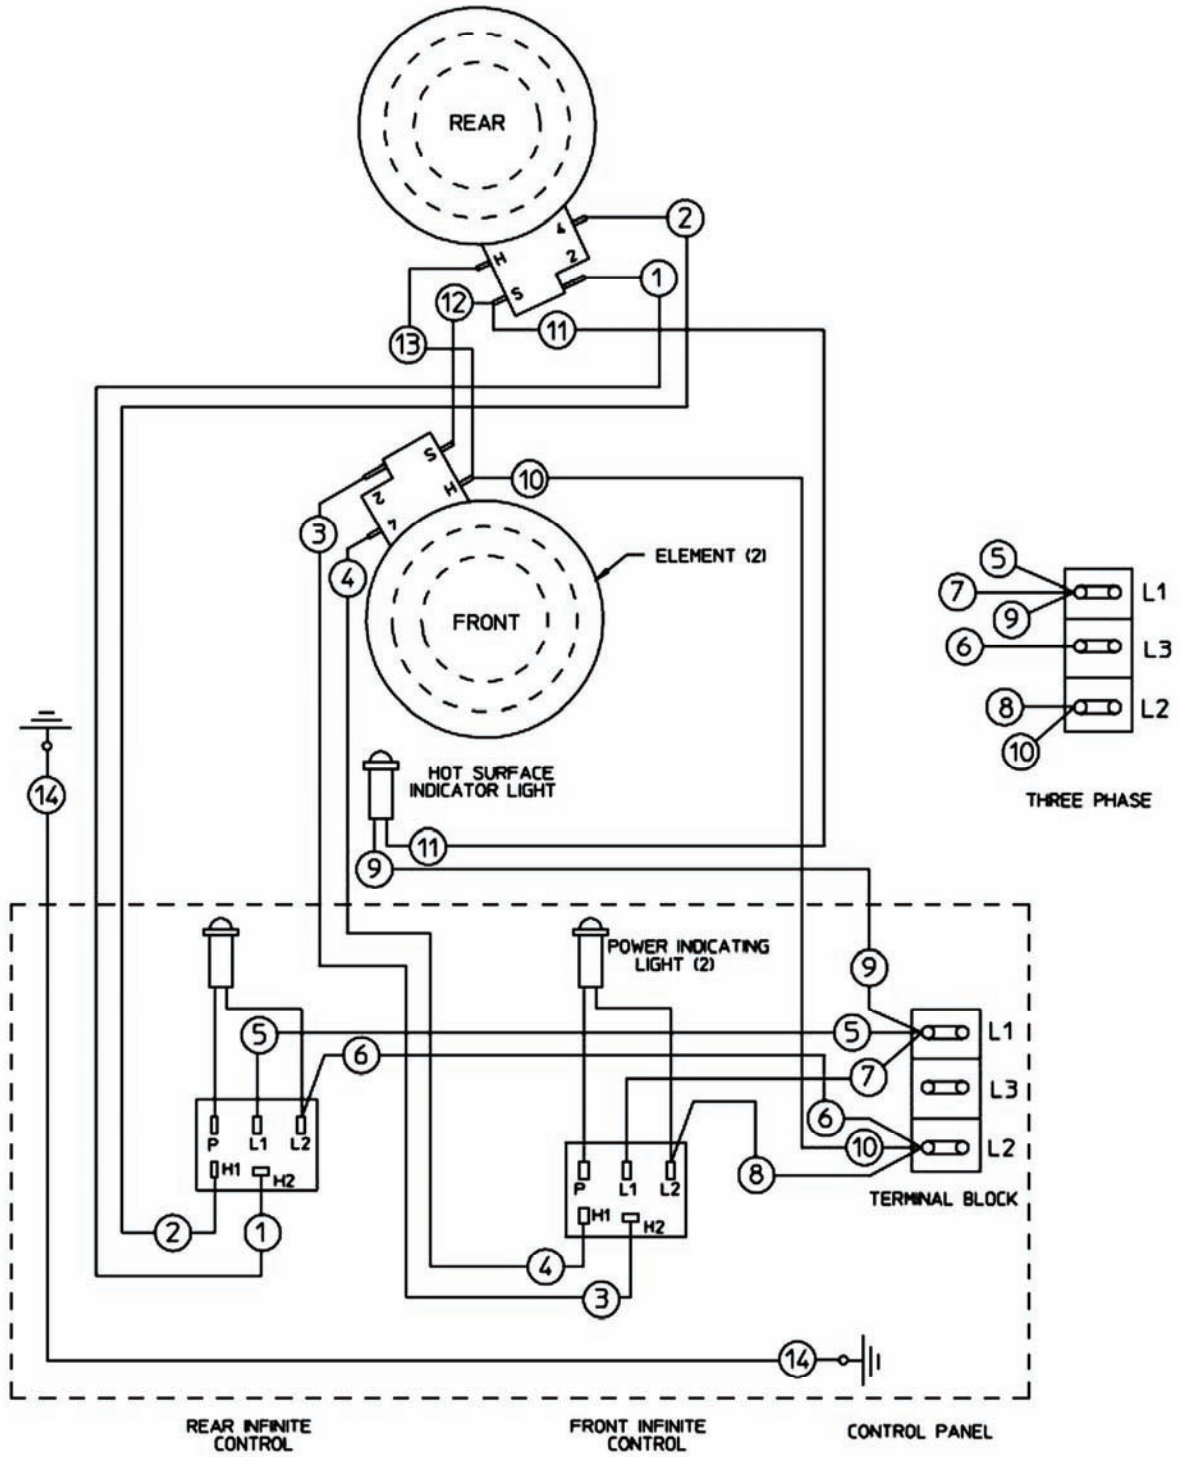 REAR
4
2
2
H
S
1
12
11
13
S
H
10
2
4
3
4
ELEMENT (2)
FRONT
5
7
L1
9
6
L3
8
L2
10
THREE PHASE
14
HOT SURFACE
INDICATOR LIGHT
9
11
POWER INDICATING
LIGHT (2)
9
5
5
L1
6
7
L3
6
10
L2
P L1 L2
H1
H2
8
TERMINAL BLOCK
P L1 L2
H1
H2
2
1
4
3
14
REAR INFINITE
CONTROL
FRONT INFINITE
CONTROL
CONTROL PANEL